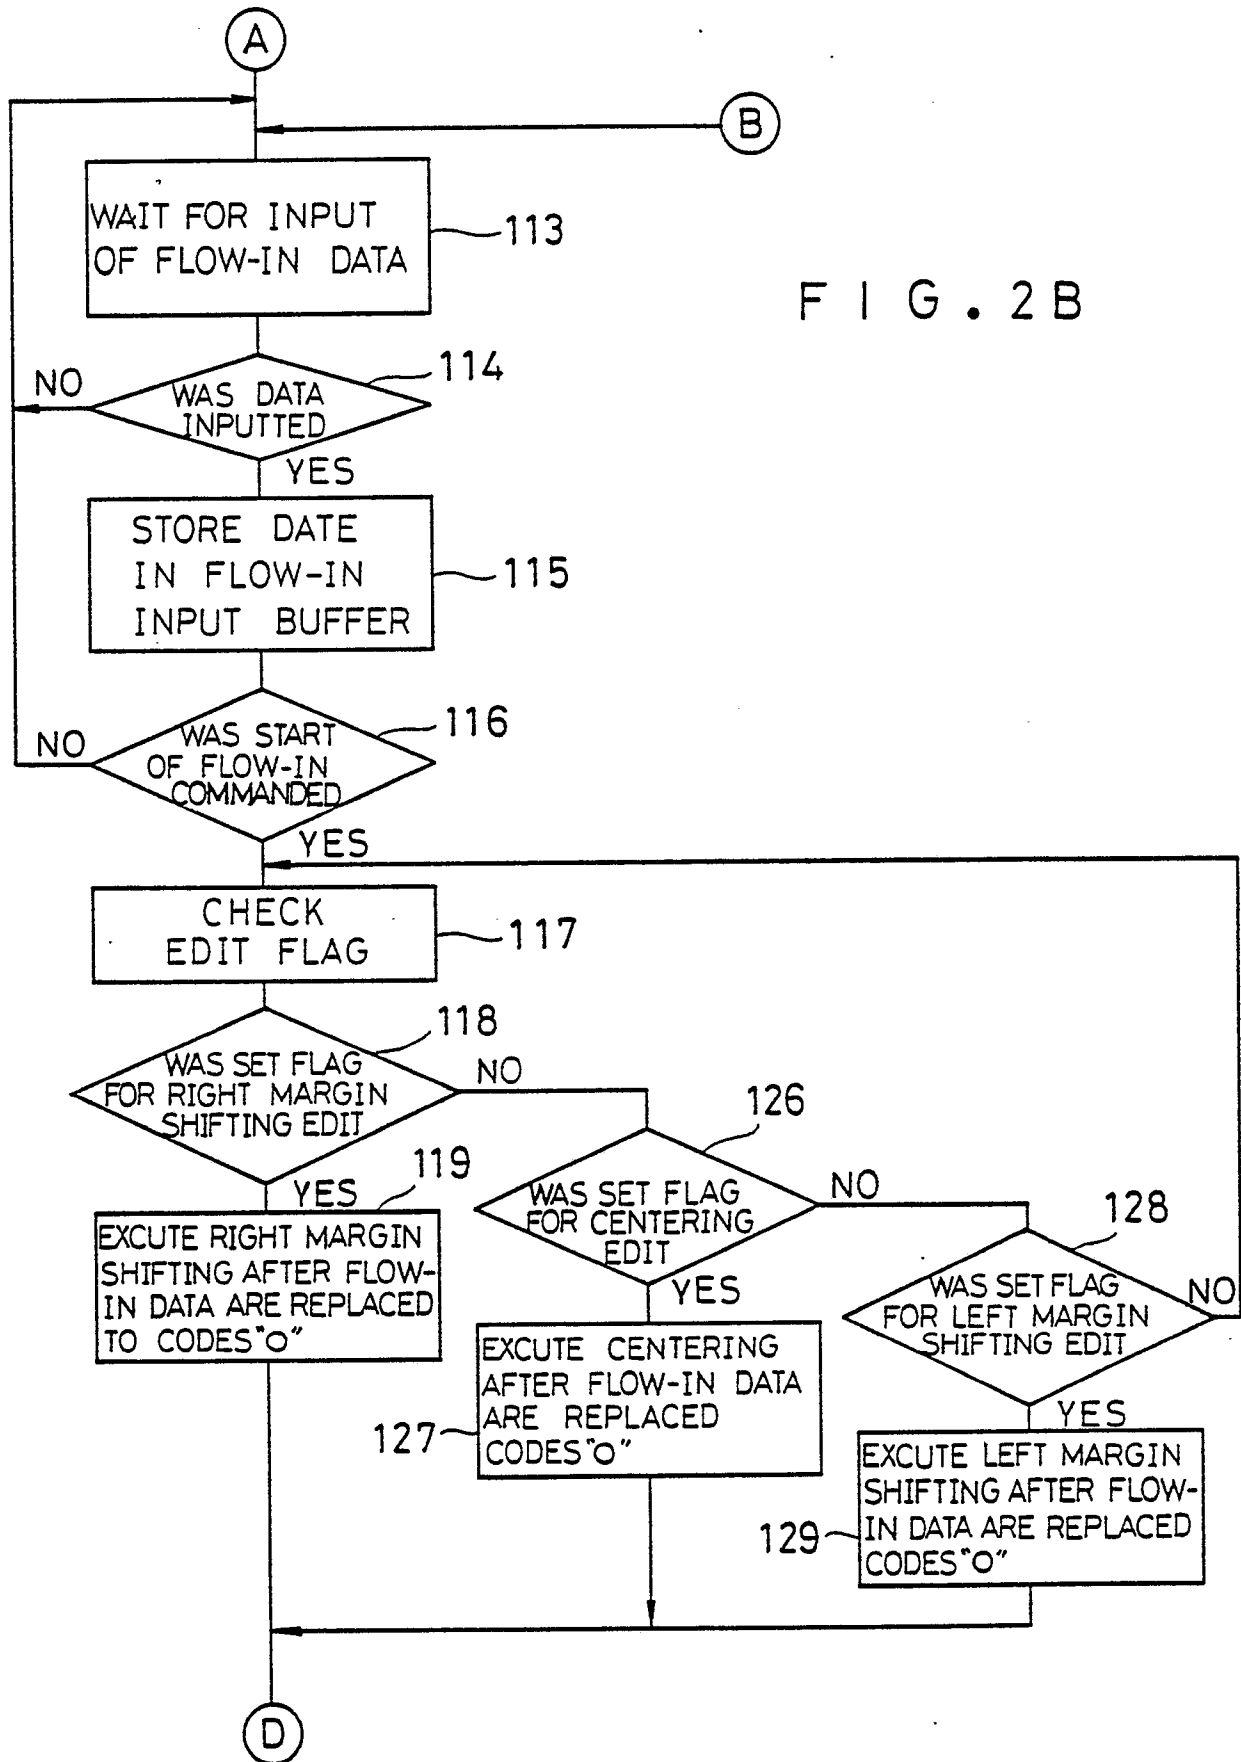 A
B
WAIT FOR INPUT
OF FLOW-IN DATA
113
FIG. 2B
114
NO
WAS DATA
INPUTTED
YES
STORE DATE
IN FLOW-IN
INPUT BUFFER
115
116
NO
WAS START
OF FLOW-IN
COMMANDED
YES
CHECK
EDIT FLAG
117
118
WAS SET FLAG
FOR RIGHT MARGIN
SHIFTING EDIT
NO
YES
119
EXCUTE RIGHT MARGIN
SHIFTING AFTER FLOW-
IN DATA ARE REPLACED
TO CODES "O"
126
WAS SET FLAG
FOR CENTERING
EDIT
NO
YES
EXCUTE CENTERING
AFTER FLOW-IN DATA
ARE REPLACED
CODES "O"
127
128
WAS SET FLAG
FOR LEFT MARGIN
SHIFTING EDIT
NO
YES
EXCUTE LEFT MARGIN
SHIFTING AFTER FLOW-
IN DATA ARE REPLACED
CODES "O"
129
D